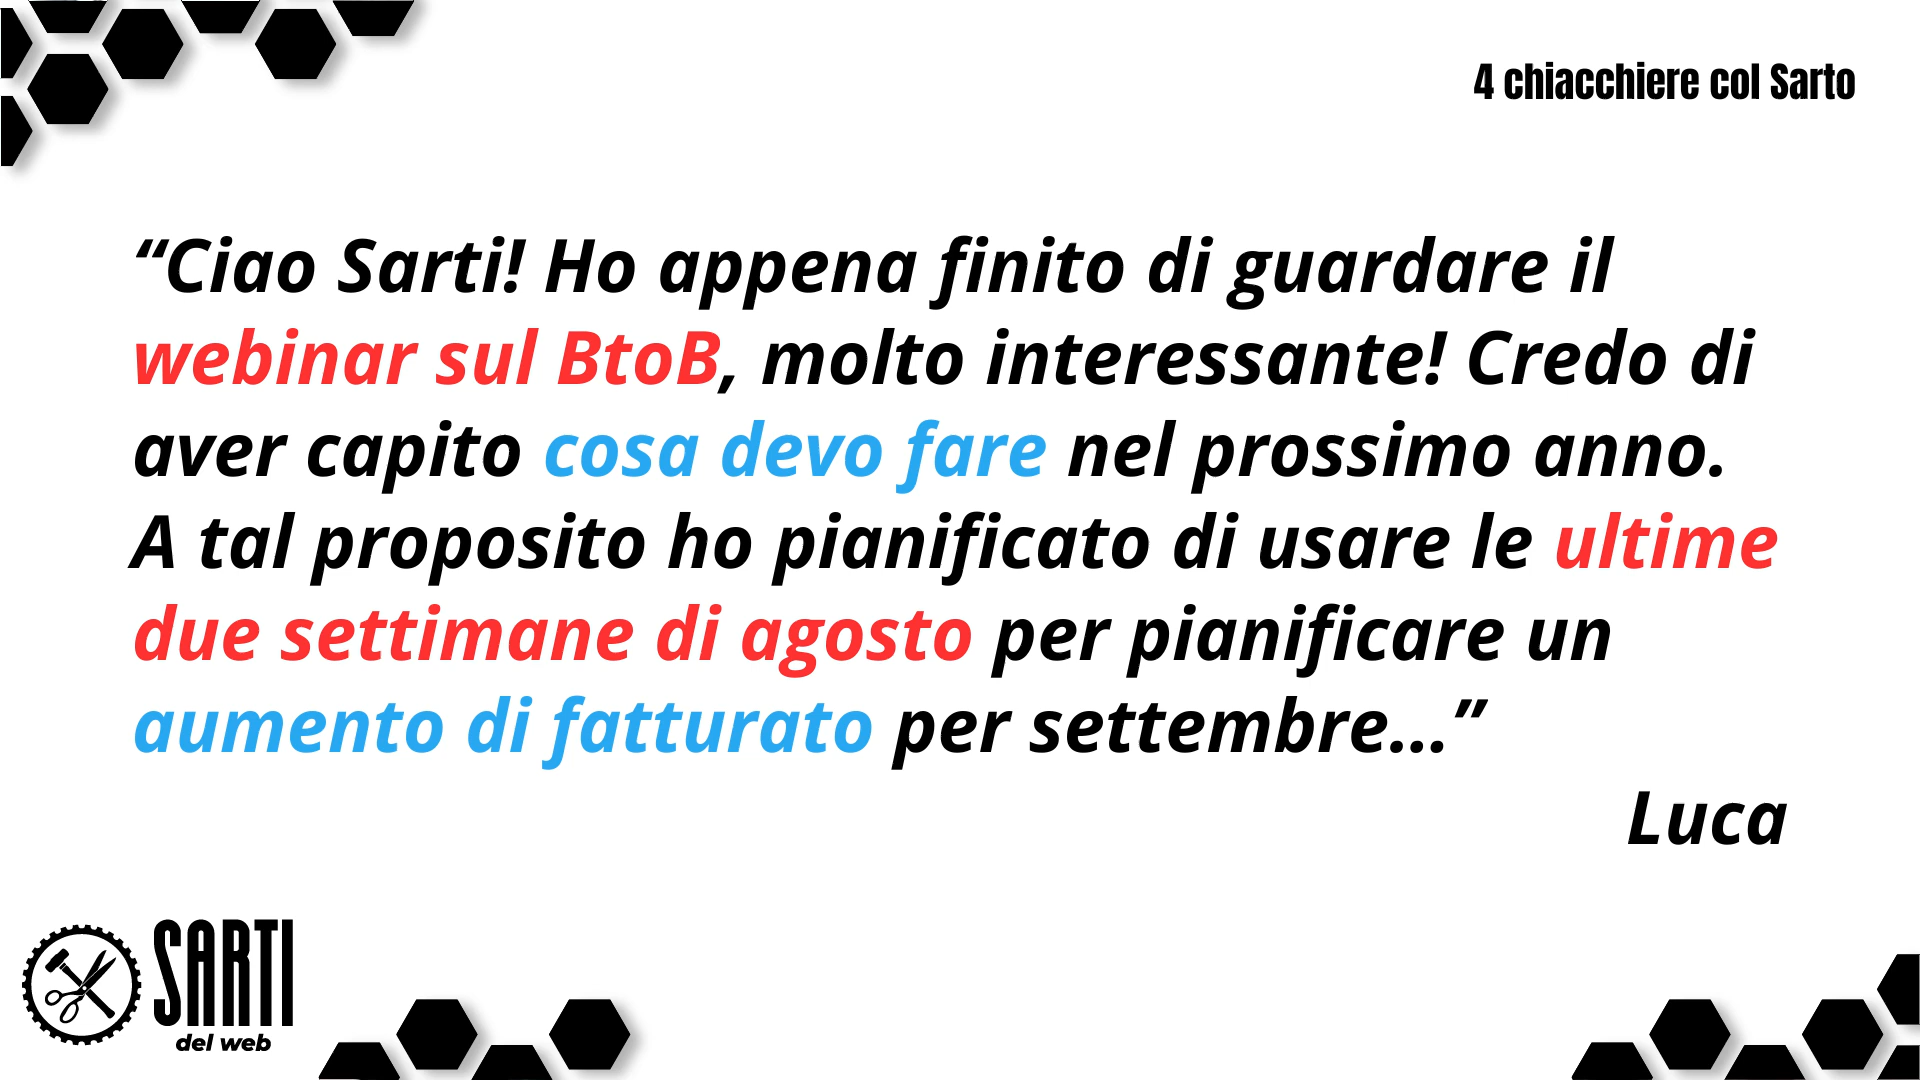 4 chiacchiere col Sarto
“Ciao Sarti! Ho appena finito di guardare il
webinar sul BtoB, molto interessante! Credo di
aver capito cosa devo fare nel prossimo anno.
A tal proposito ho pianificato di usare le ultime
due settimane di agosto per pianificare un
aumento di fatturato per settembre...”
Luca
SARTI
del web